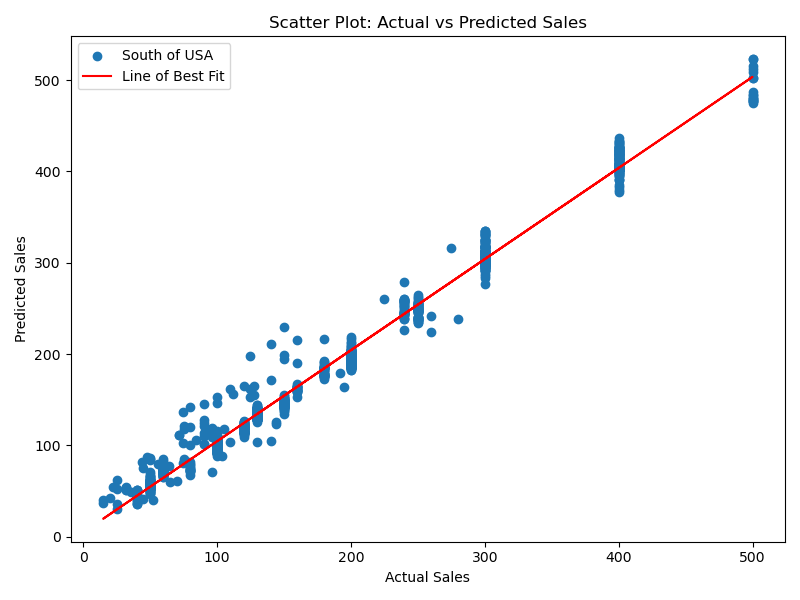 Scatter Plot: Actual vs Predicted Sales
South of USA
Line of Best Fit
500
400
300
200
100
0
Predicted Sales
0 100 200 300 400 500
Actual Sales